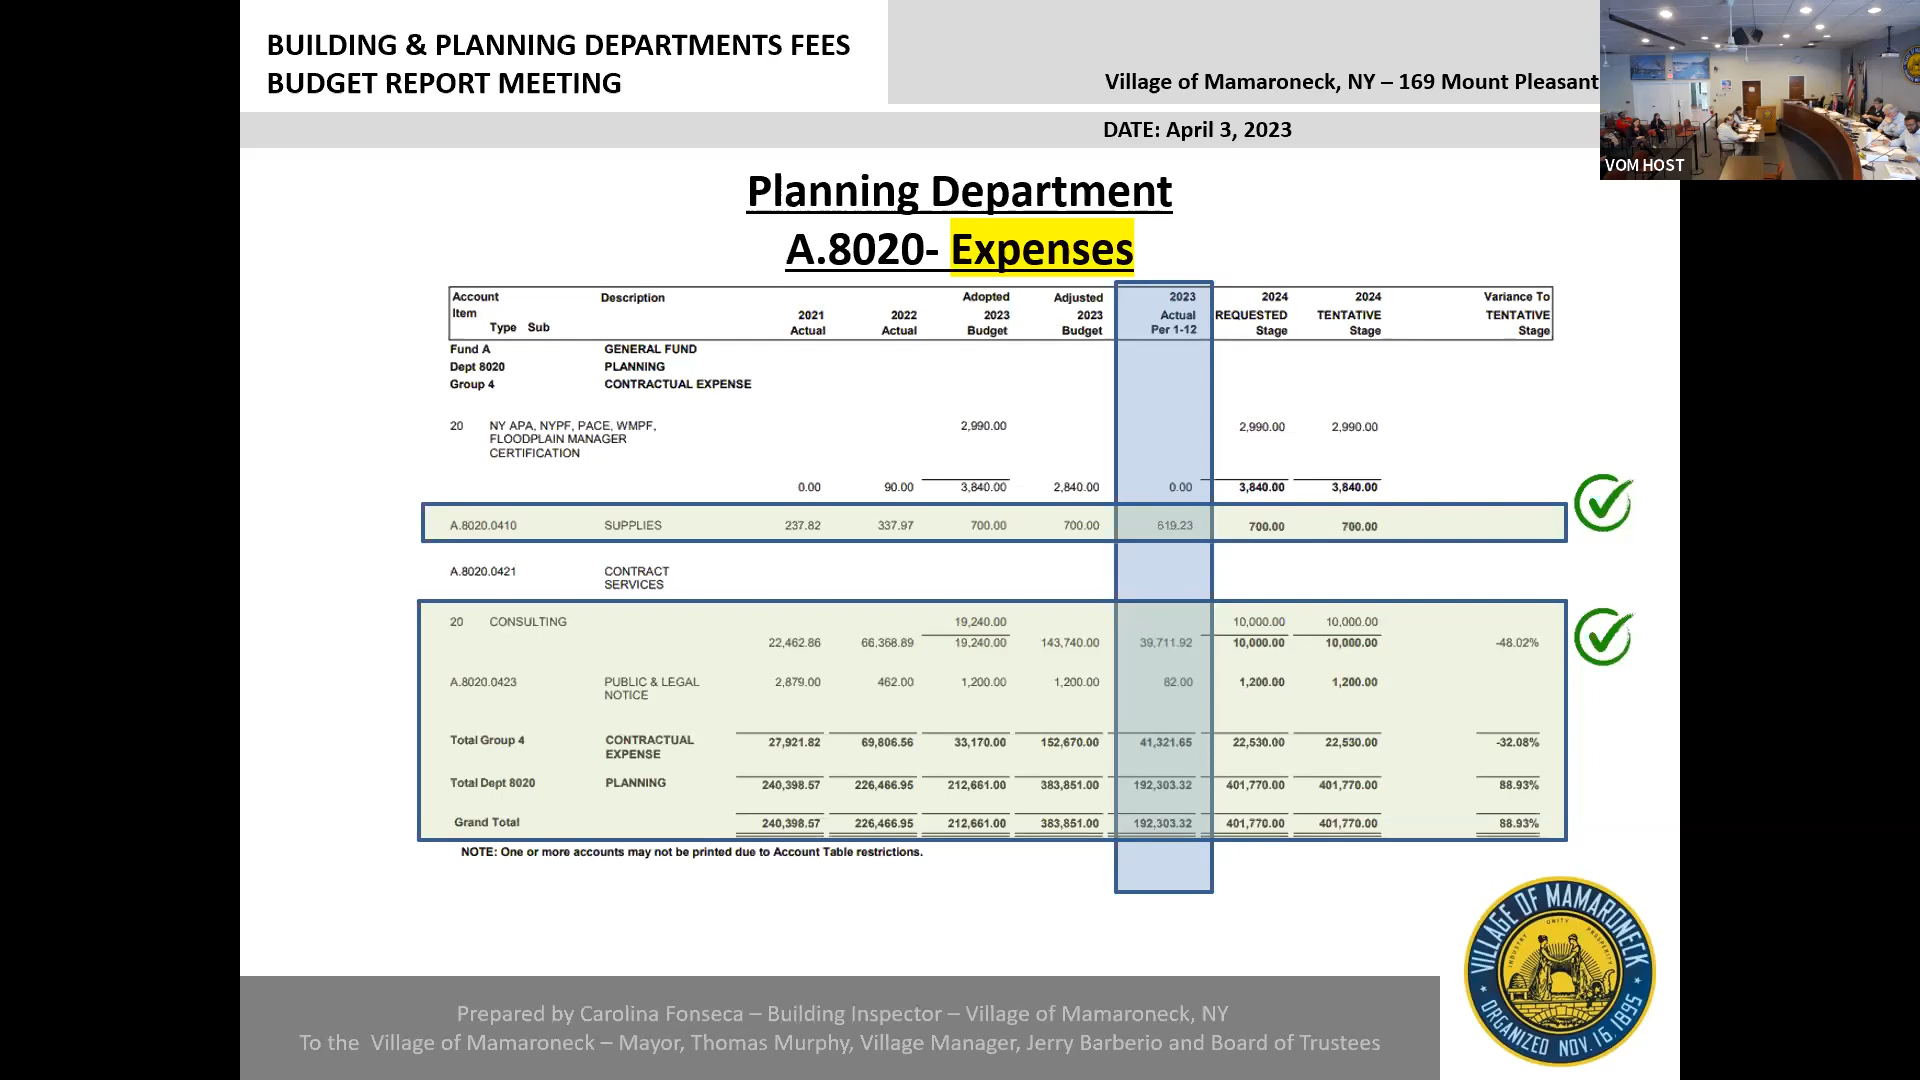 BUILDING & PLANNING DEPARTMENTS FEES
BUDGET REPORT MEETING
Village of Mamaroneck, NY – 169 Mount Pleasant
DATE: April 3, 2023
VOM HOST
Planning Department
A.8020- Expenses
Account Description Adopted Adjusted 2023 2024 2024 Variance To
Item 2021 2022 2023 2023 Actual REQUESTED TENTATIVE TENTATIVE
Type Sub Actual Actual Budget Budget Per 1-12 Stage Stage Stage
Fund A GENERAL FUND
Dept 8020 PLANNING
Group 4 CONTRACTUAL EXPENSE
20 NY APA, NYPF, PACE, WMPF, 2,990.00 2,990.00 2,990.00
FLOODPLAIN MANAGER
CERTIFICATION
0.00 90.00 3,840.00 2,840.00 0.00 3,840.00 3,840.00
A.8020.0410 SUPPLIES 237.82 337.97 700.00 700.00 619.23 700.00 700.00
A.8020.0421 CONTRACT
SERVICES
20 CONSULTING 19,240.00 10,000.00 10,000.00
22,462.86 66,368.89 19,240.00 143,740.00 39,711.92 10,000.00 10,000.00 -48.02%
A.8020.0423 PUBLIC & LEGAL 2,879.00 462.00 1,200.00 1,200.00 82.00 1,200.00 1,200.00
NOTICE
Total Group 4 CONTRACTUAL 27,921.82 69,806.56 33,170.00 152,670.00 41,321.65 22,530.00 22,530.00 -32.08%
EXPENSE
Total Dept 8020 PLANNING 240,398.57 226,466.95 212,661.00 383,851.00 192,303.32 401,770.00 401,770.00 88.93%
Grand Total 240,398.57 226,466.95 212,661.00 383,851.00 192,303.32 401,770.00 401,770.00 88.93%
NOTE: One or more accounts may not be printed due to Account Table restrictions.
VILLAGE OF MAMARONECK
INDUSTRY UNITY PROSPERITY
ORGANIZED NOV. 16, 1895
Prepared by Carolina Fonseca – Building Inspector – Village of Mamaroneck, NY
To the Village of Mamaroneck – Mayor, Thomas Murphy, Village Manager, Jerry Barberio and Board of Trustees